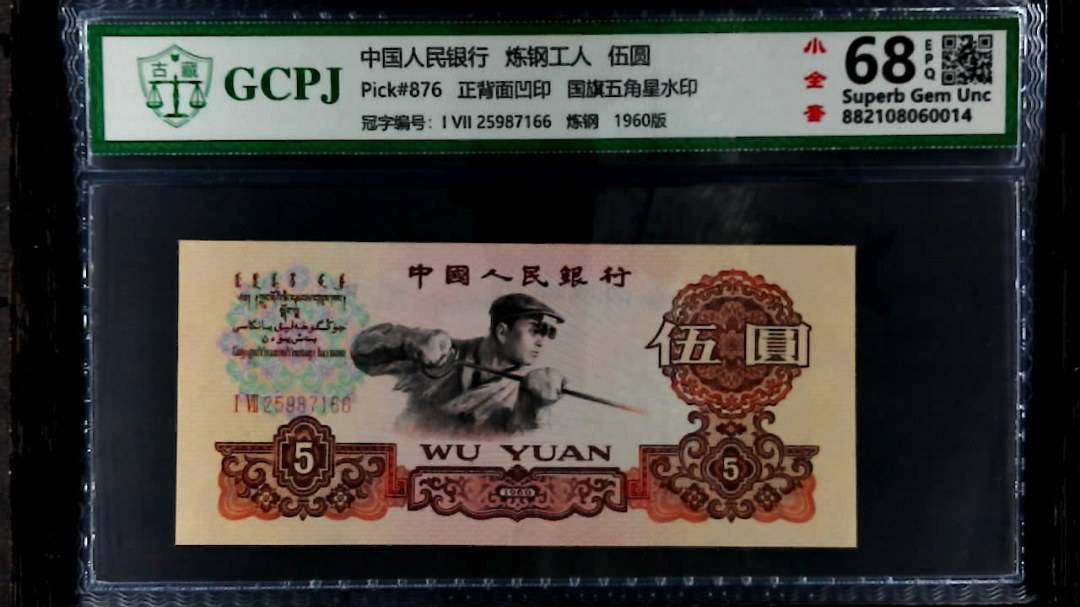 古藏
GCPJ
中国人民银行 炼钢工人 伍圆
Pick#876 正背面凹印 国旗五角星水印
冠字编号: I VII 25987166 炼钢 1960版
小全套
68
EPQ
Superb Gem Unc
882108060014
中國人民銀行
伍圓
I VII 25987166
5
WU YUAN
1960
5